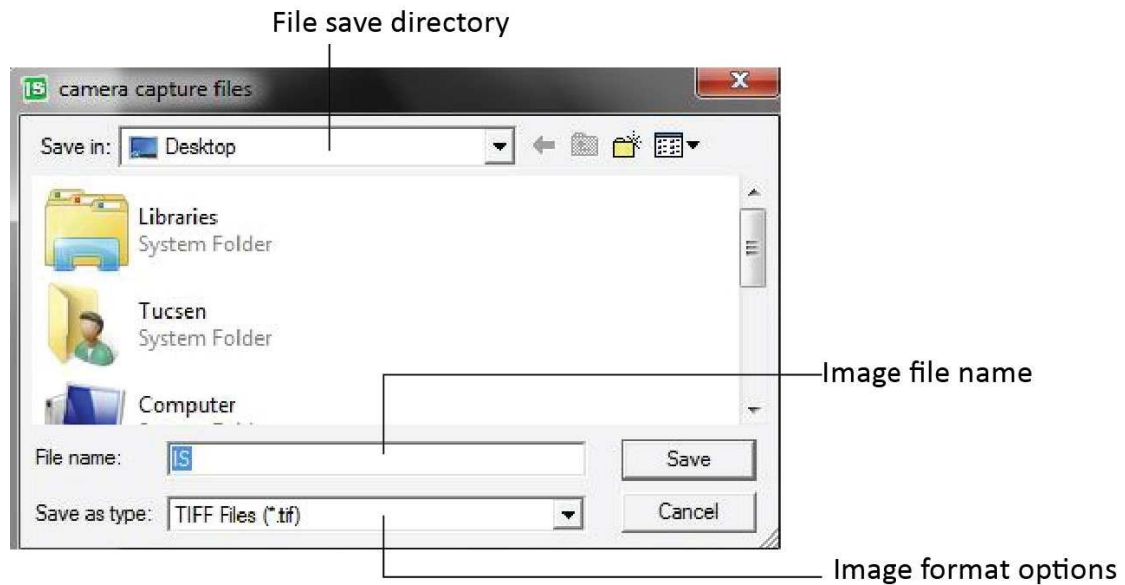 File save directory
IS camera capture files
Save in: Desktop
Libraries
System Folder
Tucsen
System Folder
Image file name
Computer
File name: IS
Save
Save as type: TIFF Files (*.tif)
Cancel
Image format options